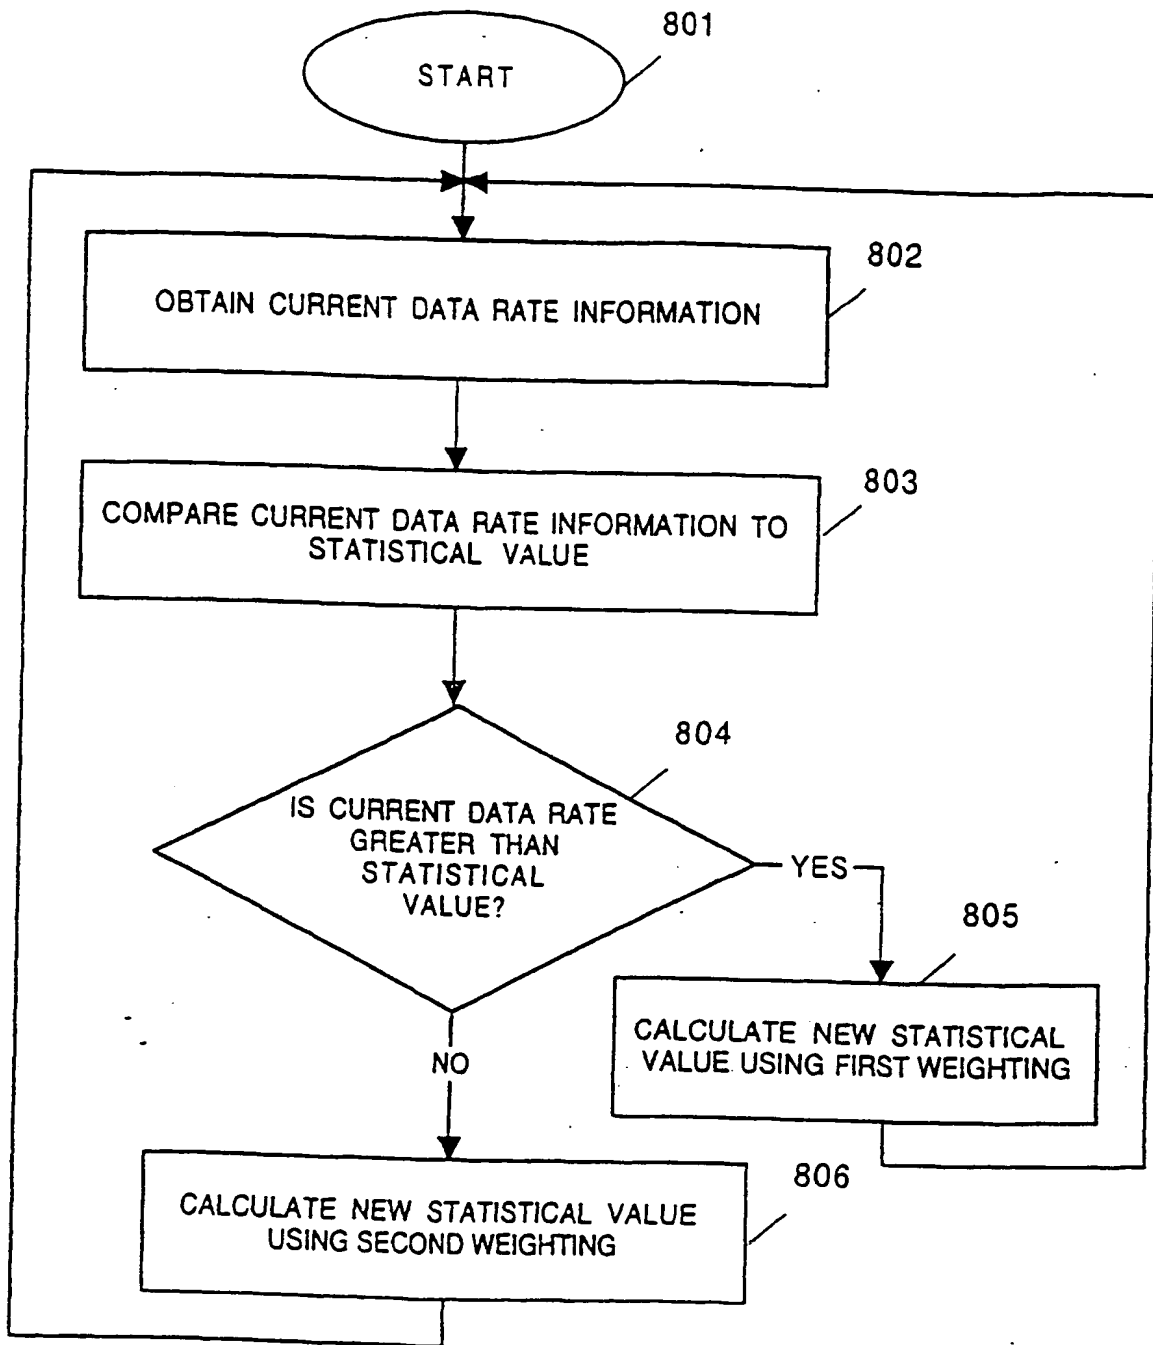 801
START
802
OBTAIN CURRENT DATA RATE INFORMATION
803
COMPARE CURRENT DATA RATE INFORMATION TO
STATISTICAL VALUE
804
IS CURRENT DATA RATE
GREATER THAN
STATISTICAL
VALUE?
YES
805
CALCULATE NEW STATISTICAL
VALUE USING FIRST WEIGHTING
NO
806
CALCULATE NEW STATISTICAL VALUE
USING SECOND WEIGHTING